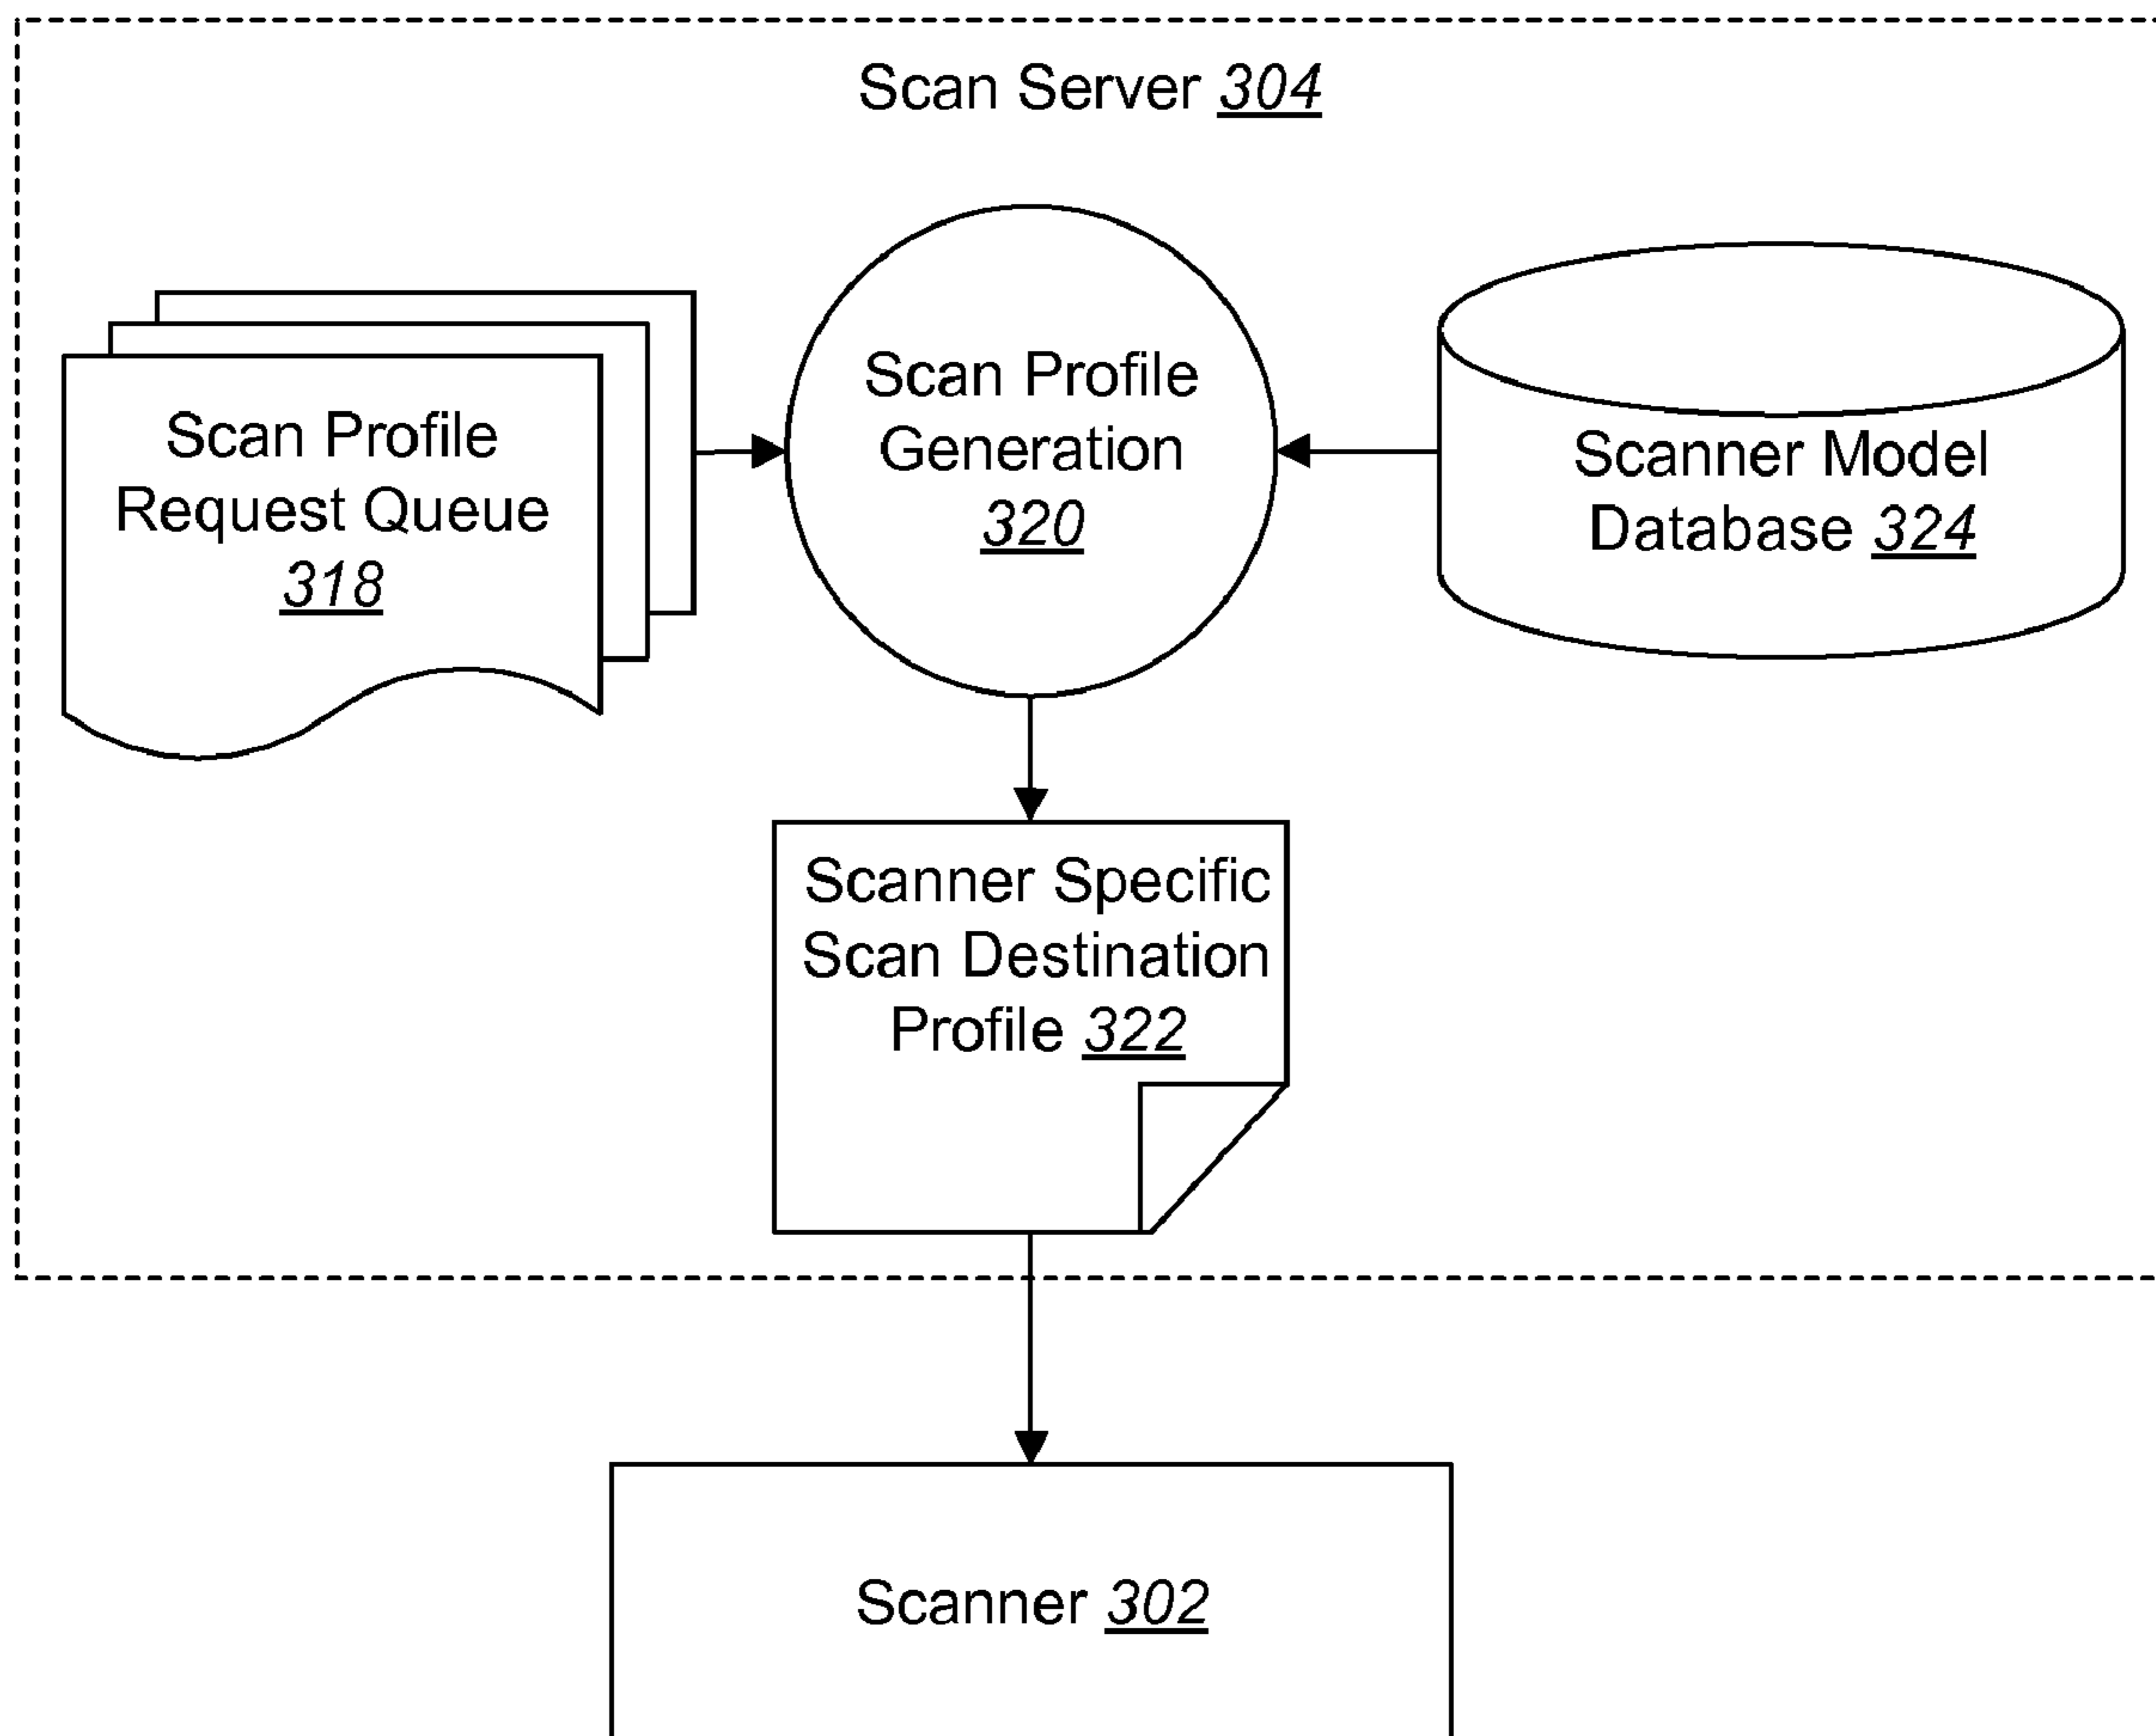 Scan Server 304
Scan Profile
Request Queue
318
Scan Profile
Generation
320
Scanner Model
Database 324
Scanner Specific
Scan Destination
Profile 322
Scanner 302